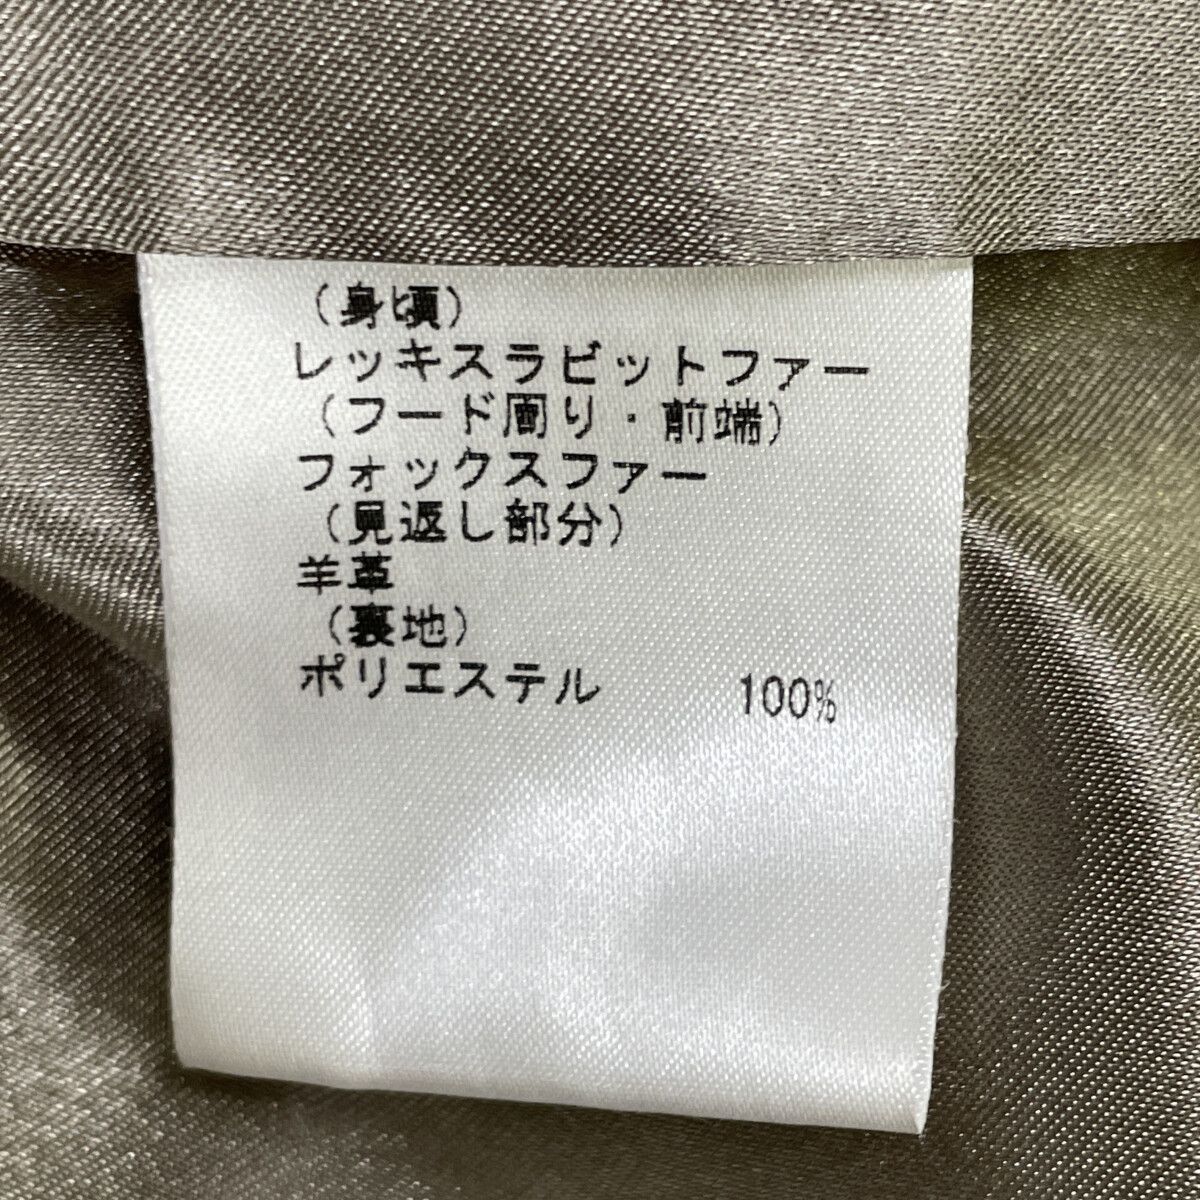 （身頃）
レッキスラビットファー
（フード周り・前端）
フォックスファー
（見返し部分）
羊革
（裏地）
ポリエステル 100%